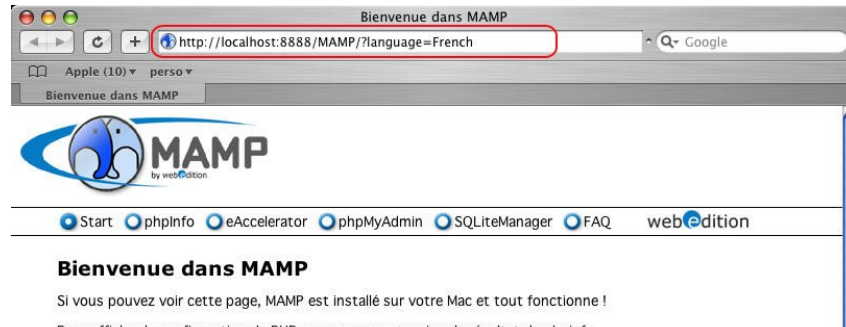 Bienvenue dans MAMP
http://localhost:8888/MAMP/?language=French
Google
Apple (10) perso
Bienvenue dans MAMP
MAMP
by webedition
Start phpInfo eAccelerator phpMyAdmin SQLiteManager FAQ webedition
Bienvenue dans MAMP
Si vous pouvez voir cette page, MAMP est installé sur votre Mac et tout fonctionne !